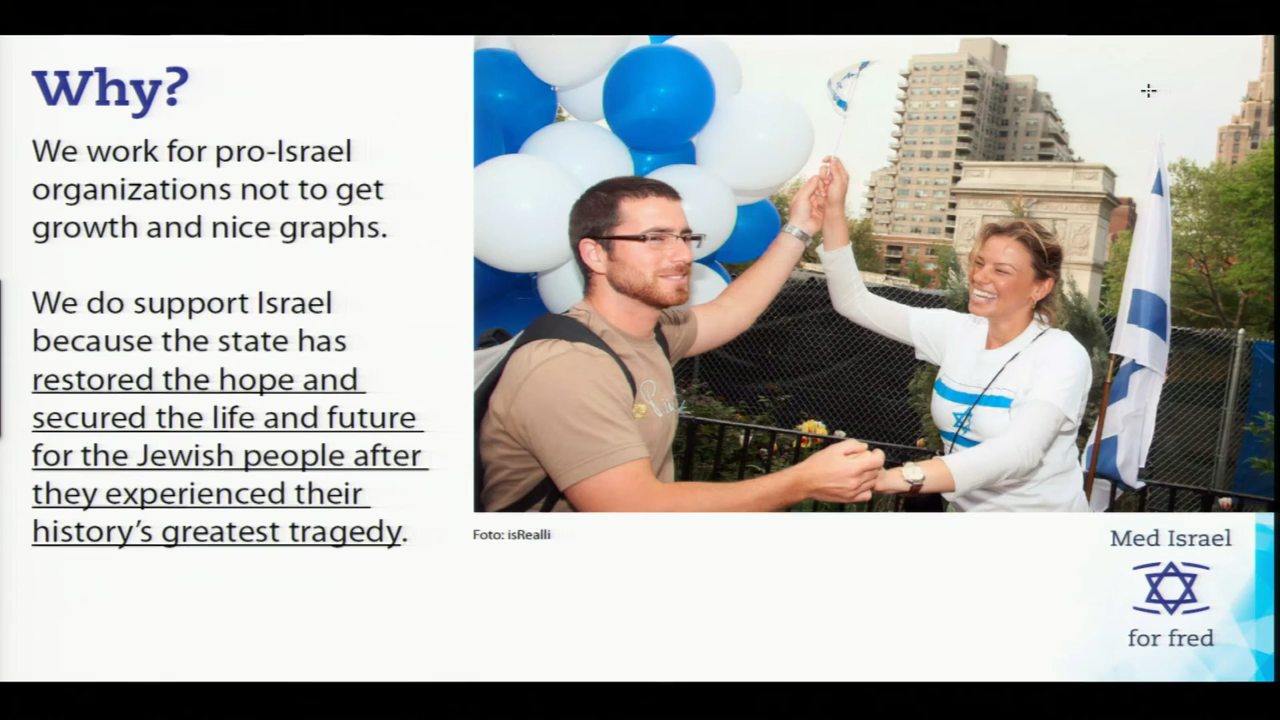 Why?
We work for pro-Israel
organizations not to get
growth and nice graphs.
We do support Israel
because the state has
restored the hope and
secured the life and future
for the Jewish people after
they experienced their
history's greatest tragedy.
Foto: isRealli
Med Israel
for fred